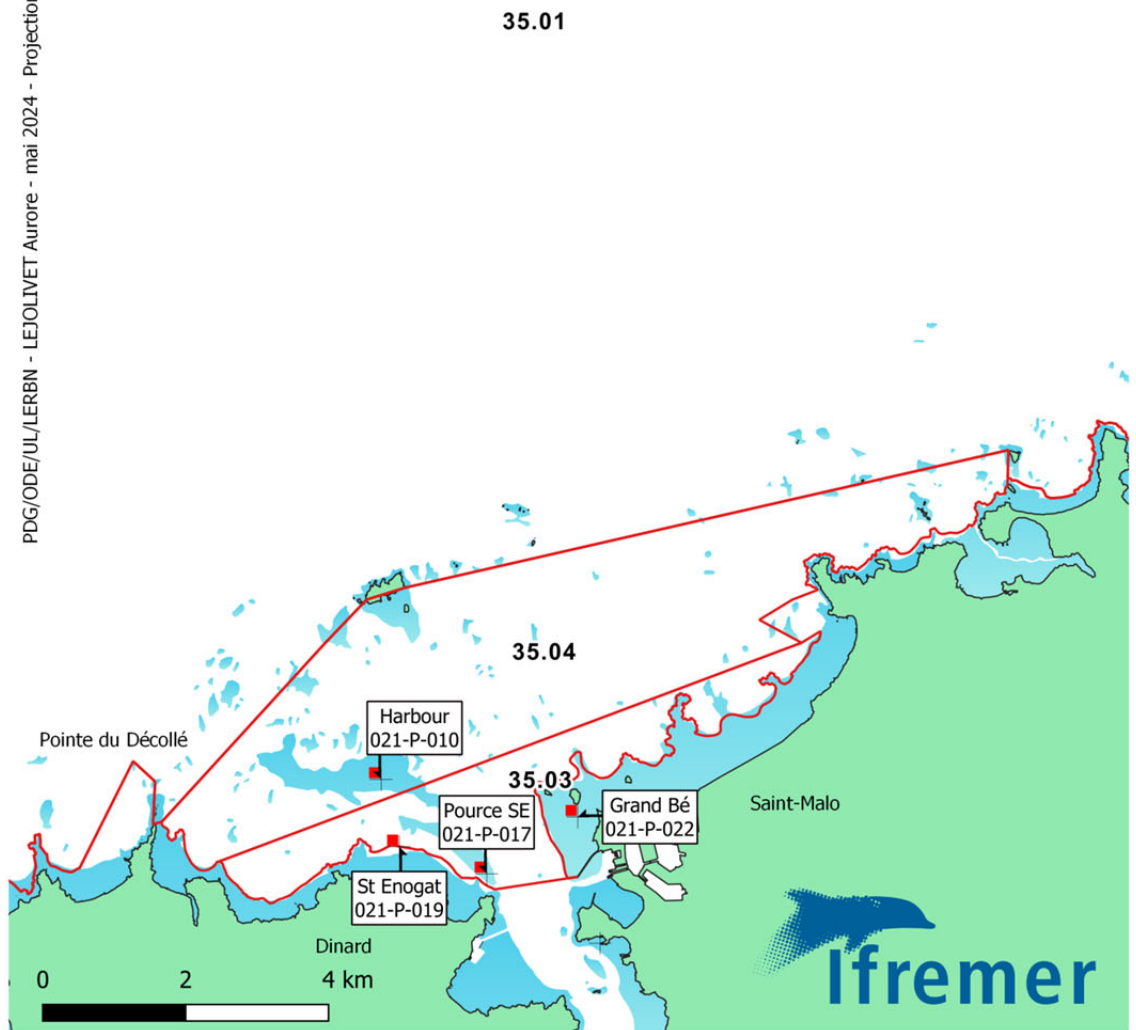 35.01
PDG/ODE/UL/LERBN - LEJOLIVET Aurore - mai 2024 - Projection
35.04
Harbour
021-P-010
Pointe du Décollé
35.03
Pource SE
021-P-017
Grand Bé
021-P-022
Saint-Malo
St Enogat
021-P-019
Dinard
0 2 4 km
Ifremer